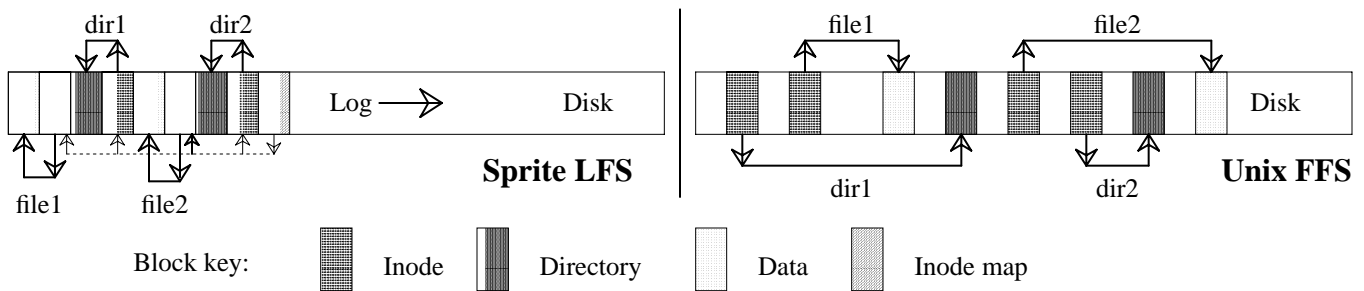 dir1 dir2
Log Disk
file1 file2
Sprite LFS
file1 file2
Disk
dir1 dir2
Unix FFS
Block key: Inode Directory Data Inode map